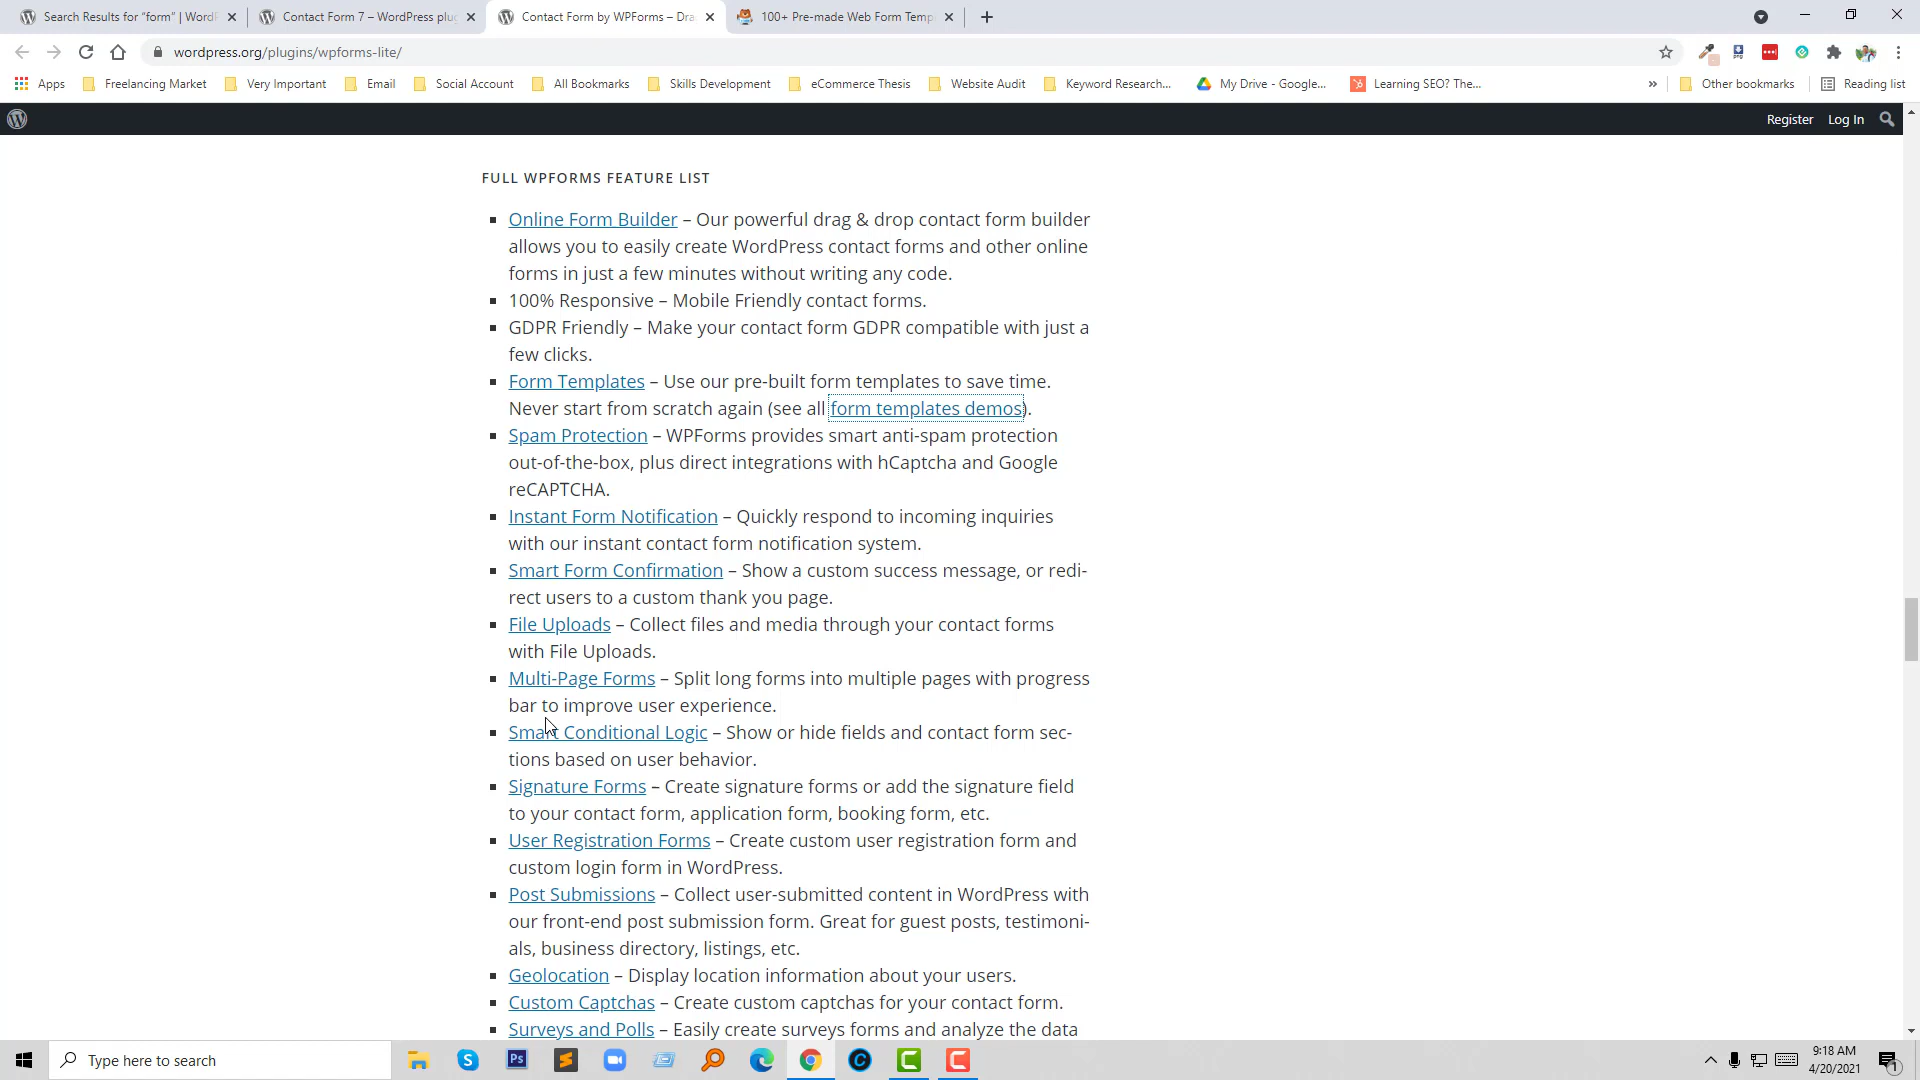 Search Results for “form” | WordP
Contact Form 7 – WordPress plug
Contact Form by WPForms – Dra
100+ Pre-made Web Form Temp
wordpress.org/plugins/wpforms-lite/
Apps
Freelancing Market
Very Important
Email
Social Account
All Bookmarks
Skills Development
eCommerce Thesis
Website Audit
Keyword Research...
My Drive - Google...
Learning SEO? The...
»
Other bookmarks
Reading list
Register
Log In
FULL WPFORMS FEATURE LIST
Online Form Builder – Our powerful drag & drop contact form builder
allows you to easily create WordPress contact forms and other online
forms in just a few minutes without writing any code.
100% Responsive – Mobile Friendly contact forms.
GDPR Friendly – Make your contact form GDPR compatible with just a
few clicks.
Form Templates – Use our pre-built form templates to save time.
Never start from scratch again (see all form templates demos).
Spam Protection – WPForms provides smart anti-spam protection
out-of-the-box, plus direct integrations with hCaptcha and Google
reCAPTCHA.
Instant Form Notification – Quickly respond to incoming inquiries
with our instant contact form notification system.
Smart Form Confirmation – Show a custom success message, or redi-
rect users to a custom thank you page.
File Uploads – Collect files and media through your contact forms
with File Uploads.
Multi-Page Forms – Split long forms into multiple pages with progress
bar to improve user experience.
Smart Conditional Logic – Show or hide fields and contact form sec-
tions based on user behavior.
Signature Forms – Create signature forms or add the signature field
to your contact form, application form, booking form, etc.
User Registration Forms – Create custom user registration form and
custom login form in WordPress.
Post Submissions – Collect user-submitted content in WordPress with
our front-end post submission form. Great for guest posts, testimoni-
als, business directory, listings, etc.
Geolocation – Display location information about your users.
Custom Captchas – Create custom captchas for your contact form.
Surveys and Polls – Easily create surveys forms and analyze the data
Type here to search
Ps
9:18 AM
4/20/2021
1